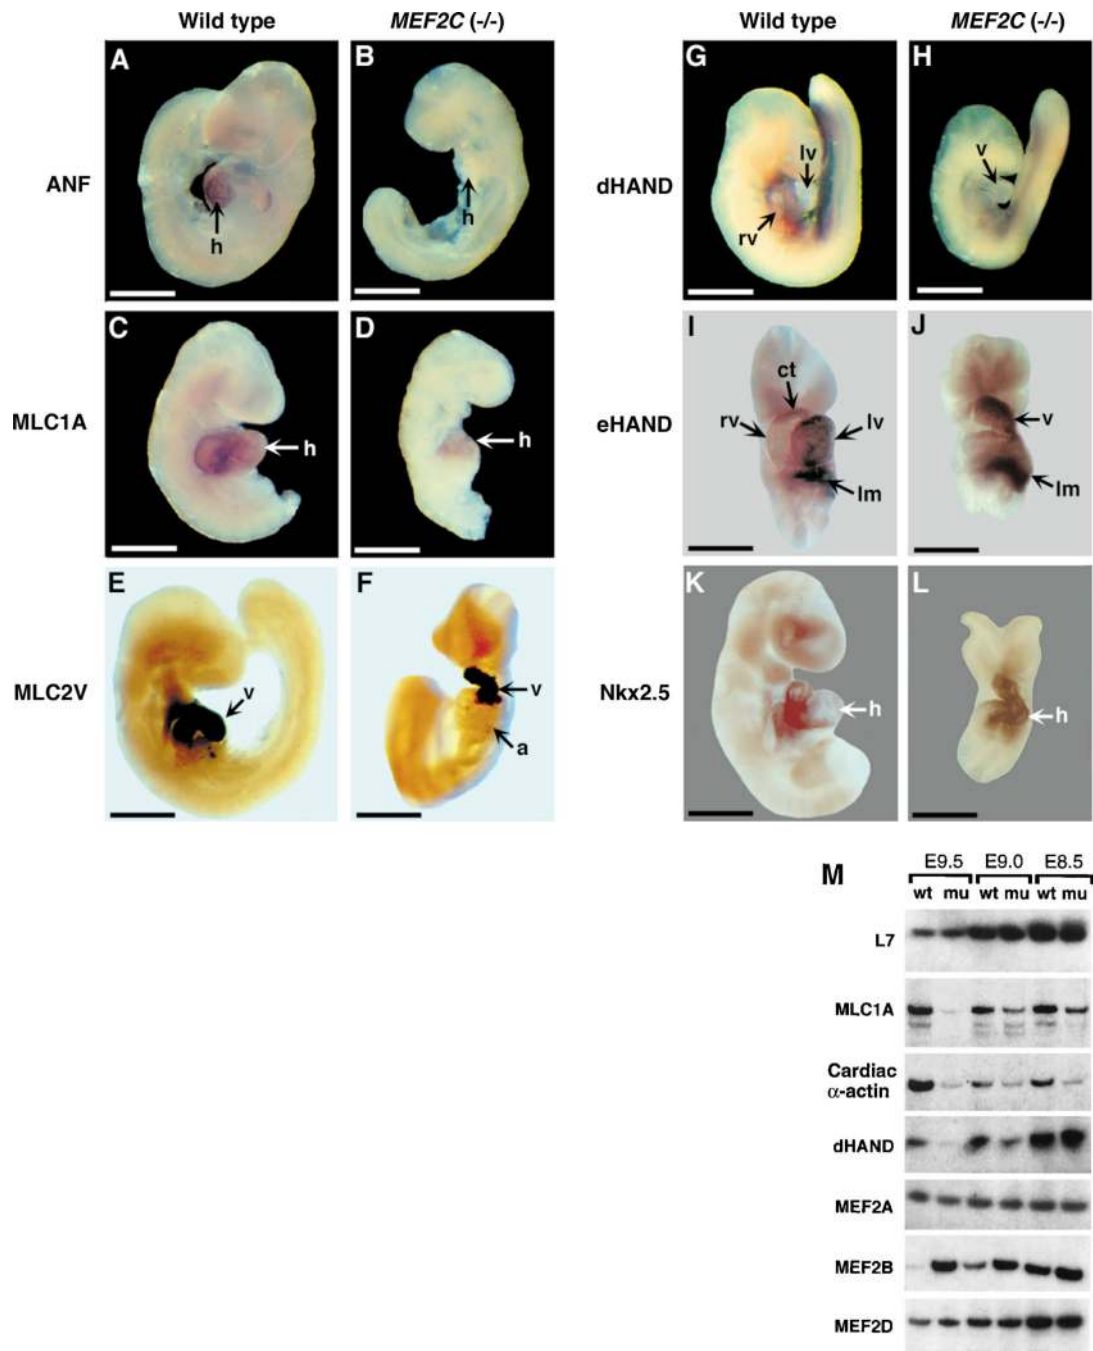 Wild type MEF2C (-/-) Wild type MEF2C (-/-)
A B G H
ANF dHAND
h h lv rv v
C D I J
MLC1A eHAND
h h ct rv lv lm v lm
E F K L
MLC2V Nkx2.5
v v a h h
M
E9.5 E9.0 E8.5
wt mu wt mu wt mu
L7
MLC1A
Cardiac
α-actin
dHAND
MEF2A
MEF2B
MEF2D